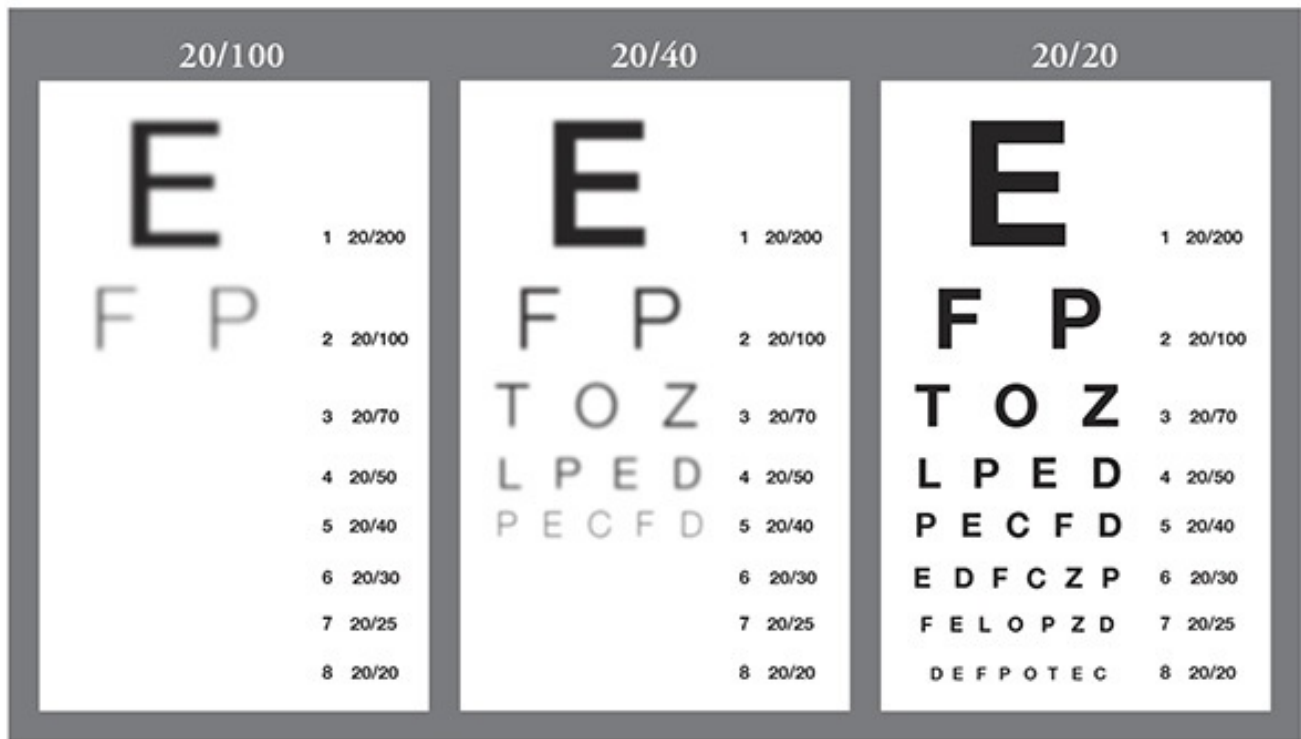 20/100
E
1 20/200
F P
2 20/100
3 20/70
4 20/50
5 20/40
6 20/30
7 20/25
8 20/20
20/40
E
1 20/200
F P
2 20/100
T O Z
3 20/70
L P E D
4 20/50
P E C F D
5 20/40
6 20/30
7 20/25
8 20/20
20/20
E
1 20/200
F P
2 20/100
T O Z
3 20/70
L P E D
4 20/50
P E C F D
5 20/40
E D F C Z P
6 20/30
F E L O P Z D
7 20/25
D E F P O T E C
8 20/20